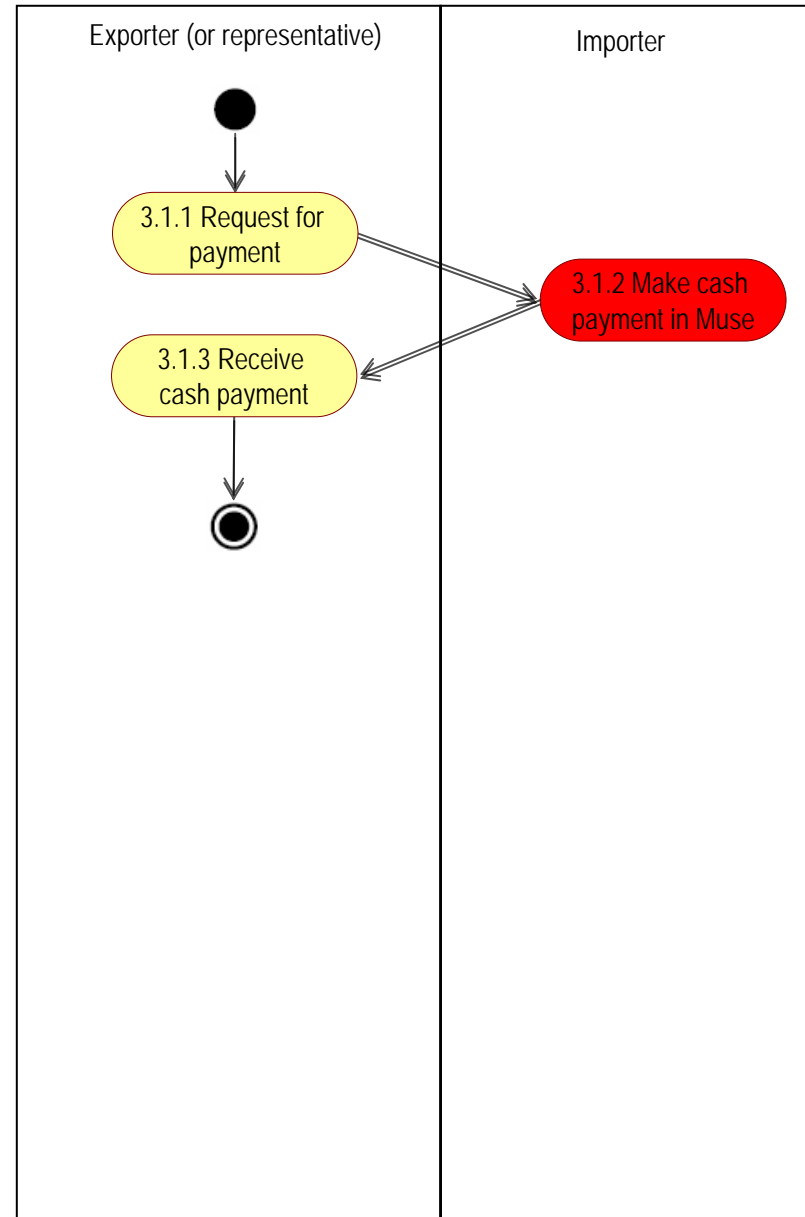 Exporter (or representative)
Importer
3.1.1 Request for
payment
3.1.2 Make cash
payment in Muse
3.1.3 Receive
cash payment